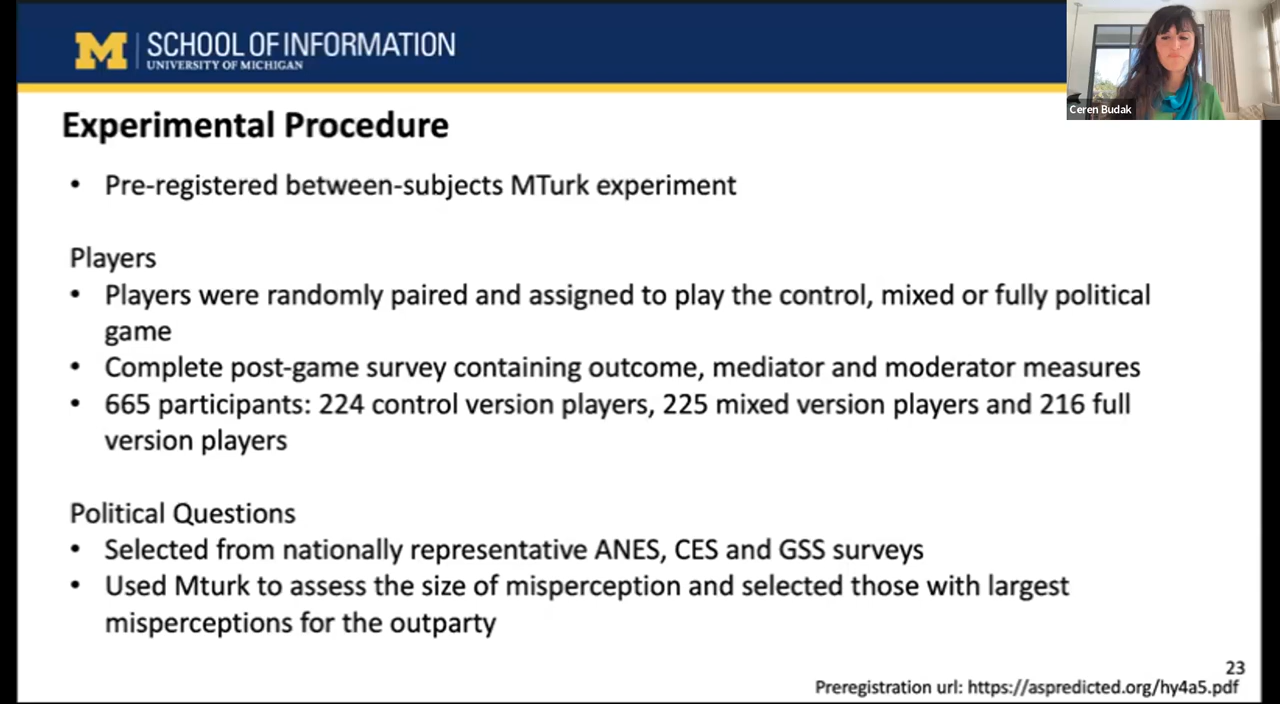 M SCHOOL OF INFORMATION
UNIVERSITY OF MICHIGAN
Ceren Budak
Experimental Procedure
• Pre-registered between-subjects MTurk experiment
Players
• Players were randomly paired and assigned to play the control, mixed or fully political
game
• Complete post-game survey containing outcome, mediator and moderator measures
• 665 participants: 224 control version players, 225 mixed version players and 216 full
version players
Political Questions
• Selected from nationally representative ANES, CES and GSS surveys
• Used Mturk to assess the size of misperception and selected those with largest
misperceptions for the outparty
23
Preregistration url: https://aspredicted.org/hy4a5.pdf